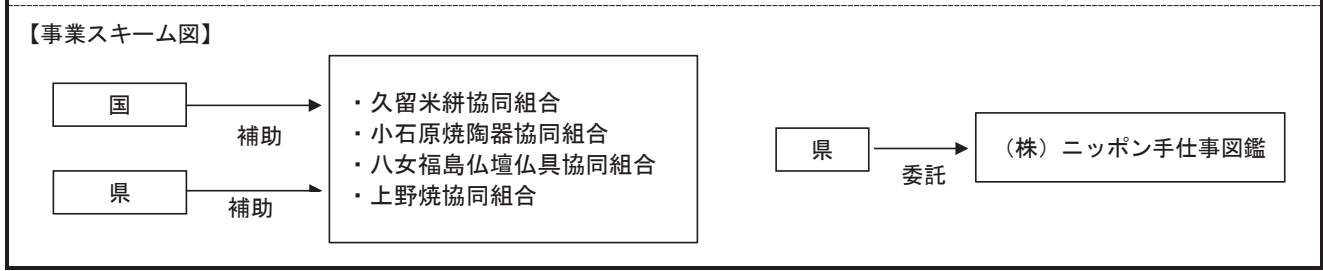 【事業スキーム図】
国
補助
県
補助
・久留米絣協同組合
・小石原焼陶器協同組合
・八女福島仏壇仏具協同組合
・上野焼協同組合
県
委託
（株）ニッポン手仕事図鑑